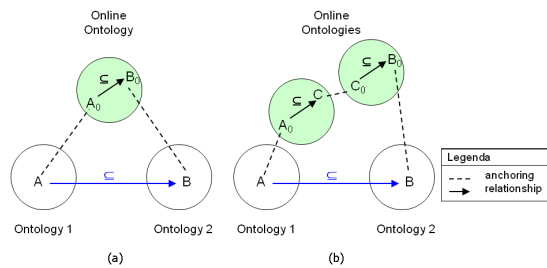 Online
Ontology
Online
Ontologies
⊆
A₀
B₀
⊆
A₀
C
⊆
C₀
B₀
A
⊆
B
A
⊆
B
Legenda
anchoring
relationship
Ontology 1
Ontology 2
Ontology 1
Ontology 2
(a)
(b)